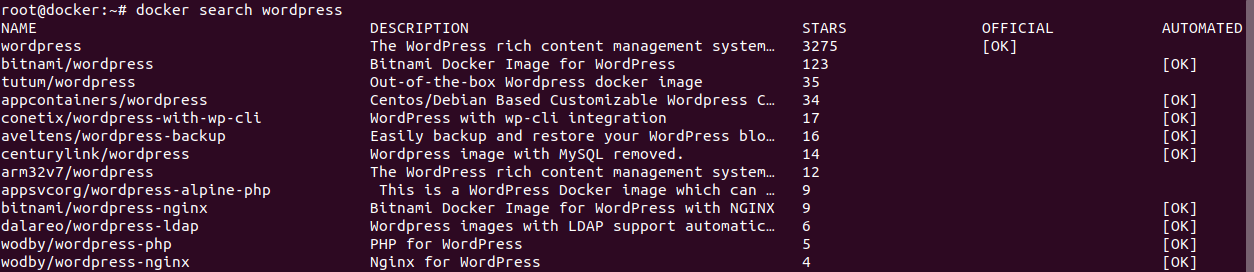 root@docker:~# docker search wordpress
NAME DESCRIPTION STARS OFFICIAL AUTOMATED
wordpress The WordPress rich content management system… 3275 [OK]
bitnami/wordpress Bitnami Docker Image for WordPress 123 [OK]
tutum/wordpress Out-of-the-box Wordpress docker image 35
appcontainers/wordpress Centos/Debian Based Customizable Wordpress C… 34 [OK]
conetix/wordpress-with-wp-cli WordPress with wp-cli integration 17 [OK]
aveltens/wordpress-backup Easily backup and restore your WordPress blo… 16 [OK]
centurylink/wordpress Wordpress image with MySQL removed. 14 [OK]
arm32v7/wordpress The WordPress rich content management system… 12
appsvcorg/wordpress-alpine-php This is a WordPress Docker image which can … 9
bitnami/wordpress-nginx Bitnami Docker Image for WordPress with NGINX 9 [OK]
dalareo/wordpress-ldap Wordpress images with LDAP support automatic… 6 [OK]
wodby/wordpress-php PHP for WordPress 5 [OK]
wodby/wordpress-nginx Nginx for WordPress 4 [OK]